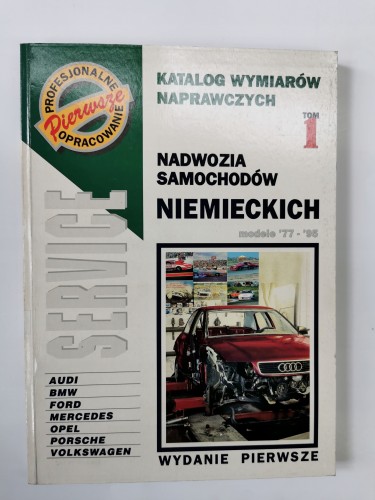 PROFESJONALNE
Pierwsze
OPRACOWANIE
KATALOG WYMIARÓW
NAPRAWCZYCH
TOM
1
NADWOZIA
SAMOCHODÓW
NIEMIECKICH
modele '77 - '95
SERVICE
AUDI
BMW
FORD
MERCEDES
OPEL
PORSCHE
VOLKSWAGEN
WYDANIE PIERWSZE